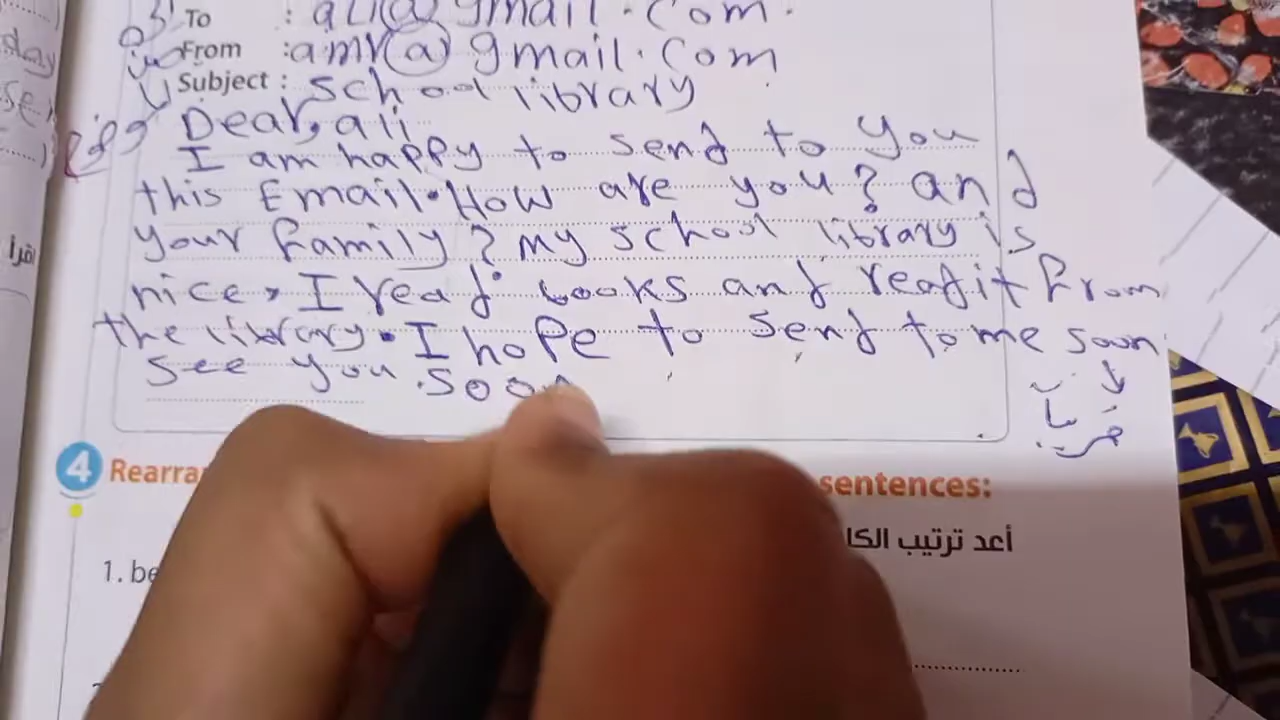 To : ali@gmail.com.
From : amr@gmail.com
Subject : school library
Dear, ali
I am happy to send to you
this Email. How are you? and
your family? my school library is
nice, I read books and read it from
the library. I hope to send to me soon
see you soon
قريبا
4 Rearra sentences:
أعد ترتيب الكل
1. be
day
اقرأ